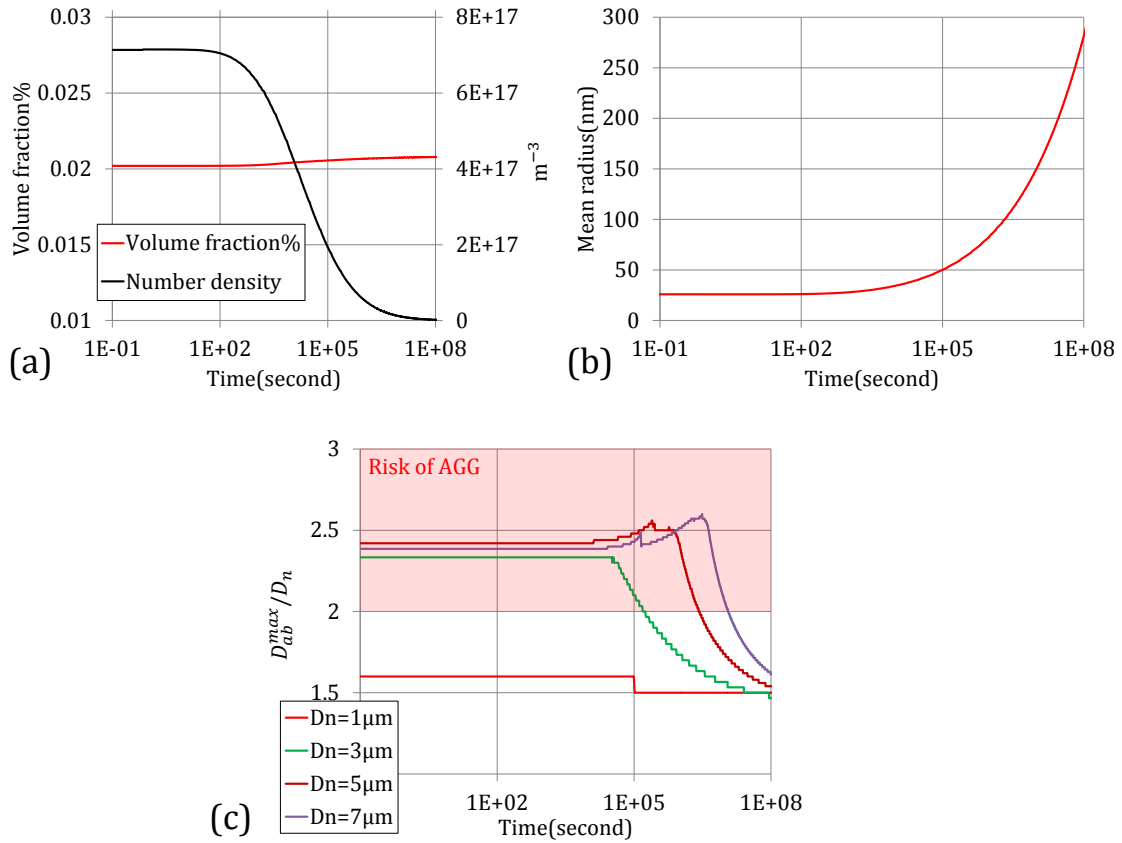 0.03
0.025
0.02
0.015
0.01
Volume fraction%
8E+17
6E+17
4E+17
2E+17
0
m⁻³
Volume fraction%
Number density
1E-01
1E+02
1E+05
1E+08
Time(second)
(a)
300
250
200
150
100
50
0
Mean radius(nm)
1E-01
1E+02
1E+05
1E+08
Time(second)
(b)
3
2.5
2
1.5
D_{ab}^{max}/D_n
Risk of AGG
Dn=1μm
Dn=3μm
Dn=5μm
Dn=7μm
1E+02
1E+05
1E+08
Time(second)
(c)